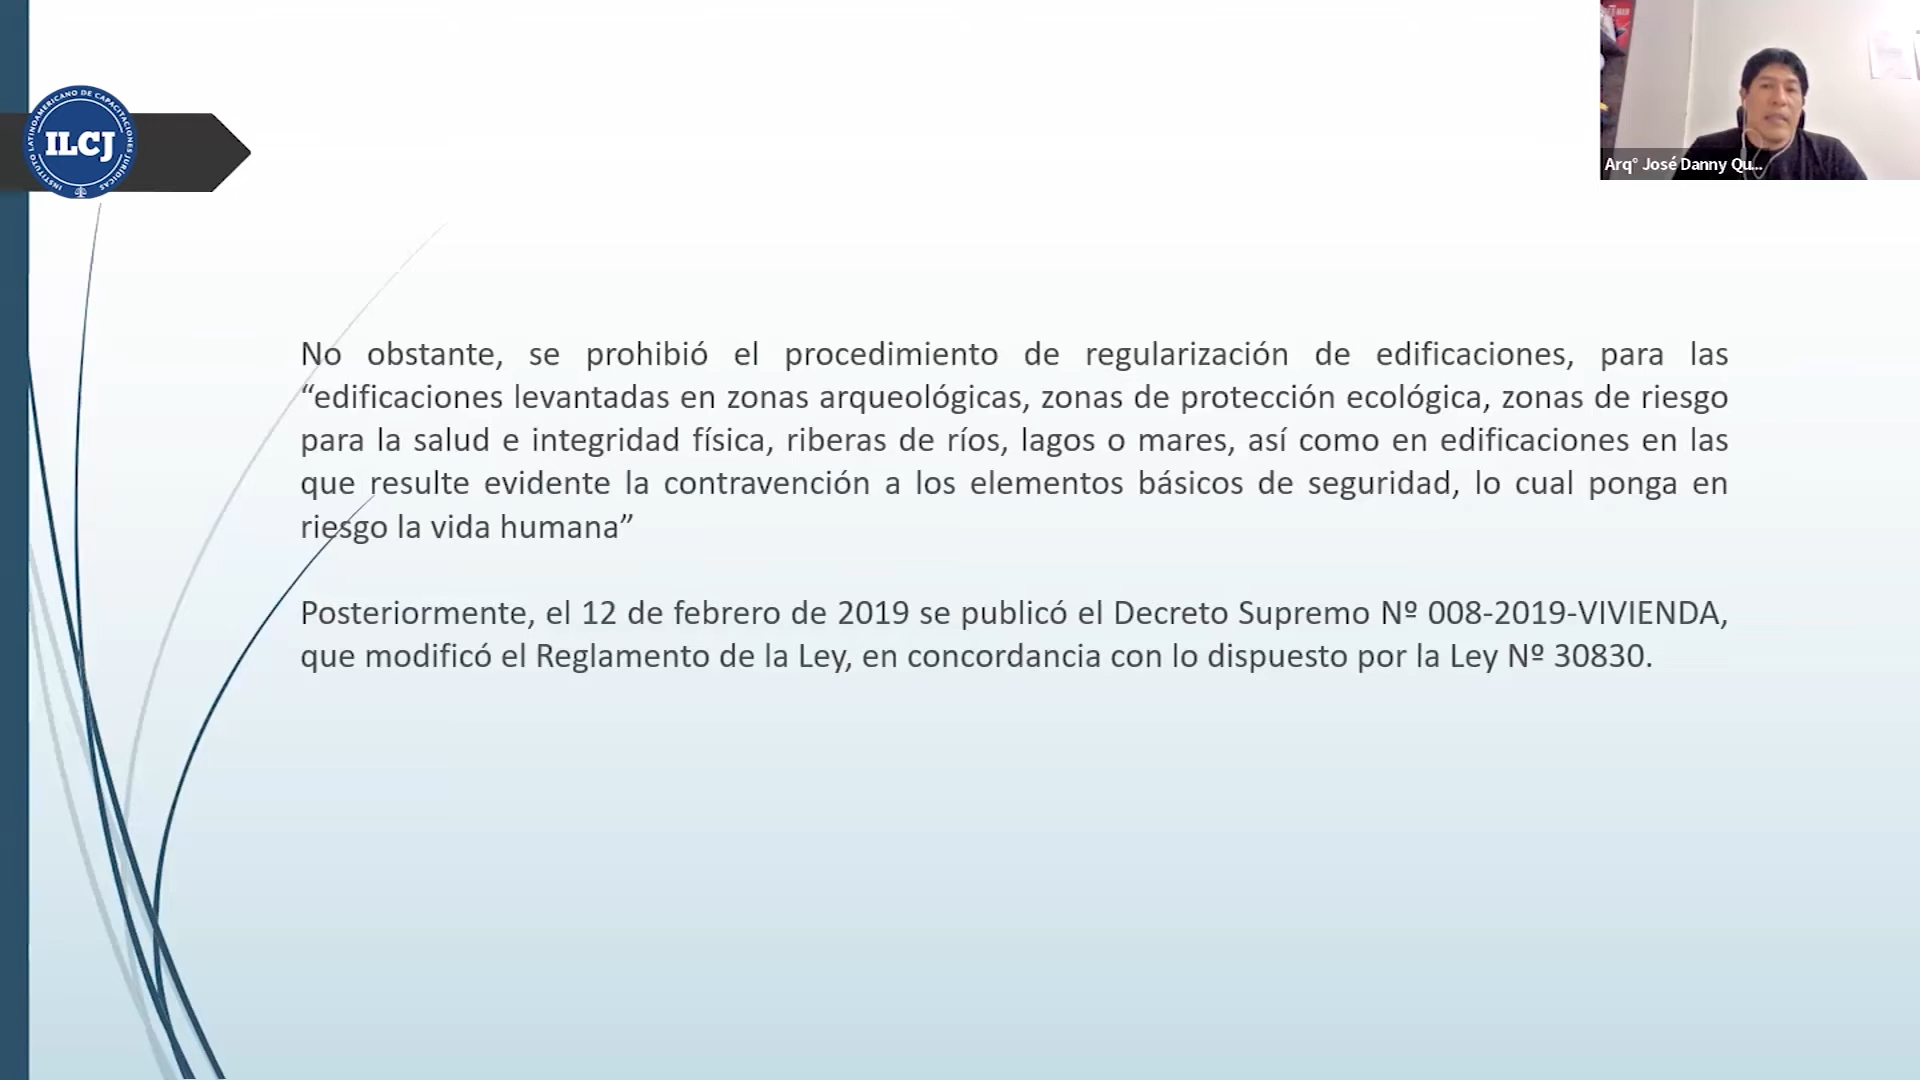 INSTITUTO LATINOAMERICANO DE CAPACITACIONES JURÍDICAS
ILCJ
Arq° José Danny Qu...
No obstante, se prohibió el procedimiento de regularización de edificaciones, para las
“edificaciones levantadas en zonas arqueológicas, zonas de protección ecológica, zonas de riesgo
para la salud e integridad física, riberas de ríos, lagos o mares, así como en edificaciones en las
que resulte evidente la contravención a los elementos básicos de seguridad, lo cual ponga en
riesgo la vida humana”
Posteriormente, el 12 de febrero de 2019 se publicó el Decreto Supremo Nº 008-2019-VIVIENDA,
que modificó el Reglamento de la Ley, en concordancia con lo dispuesto por la Ley Nº 30830.